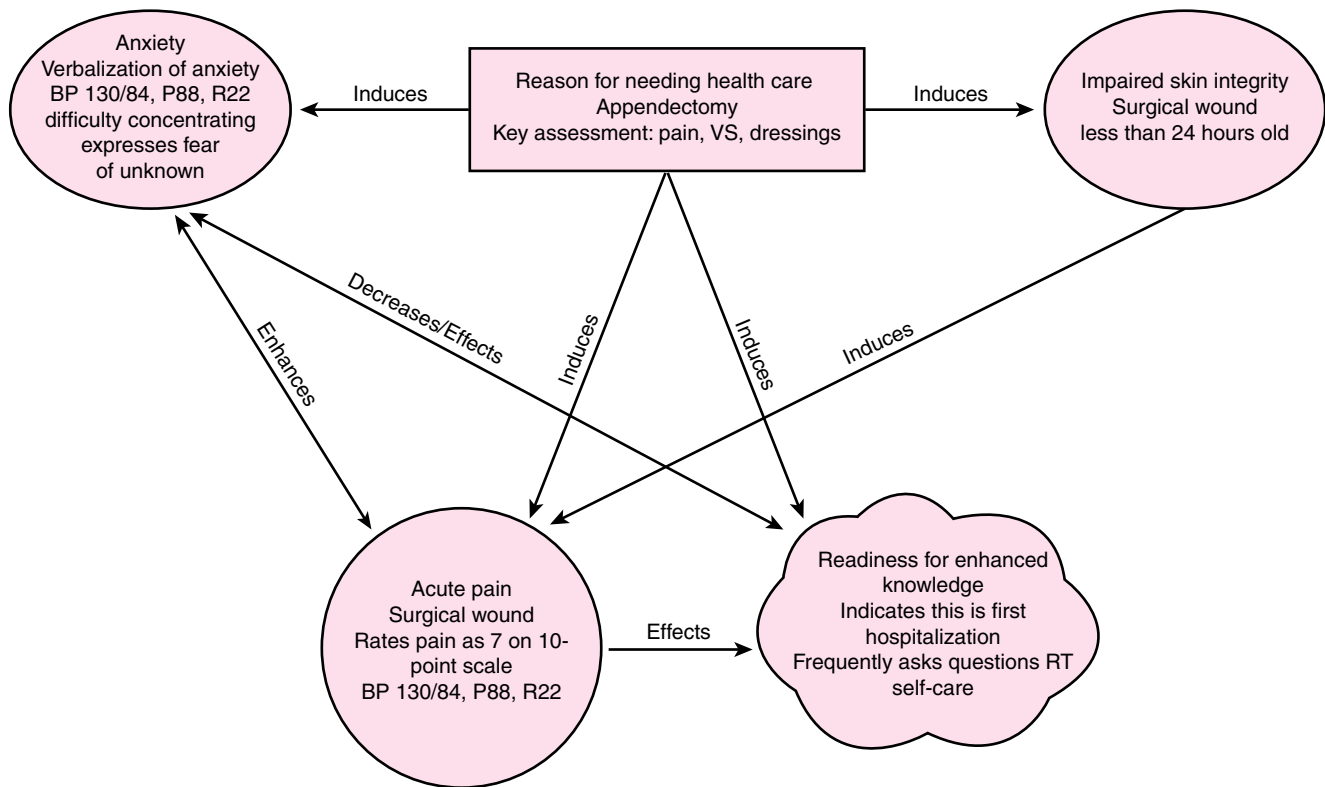 Anxiety
Verbalization of anxiety
BP 130/84, P88, R22
difficulty concentrating
expresses fear
of unknown
Induces
Reason for needing health care
Appendectomy
Key assessment: pain, VS, dressings
Induces
Impaired skin integrity
Surgical wound
less than 24 hours old
Enhances
Decreases/Effects
Induces
Induces
Induces
Acute pain
Surgical wound
Rates pain as 7 on 10-
point scale
BP 130/84, P88, R22
Effects
Readiness for enhanced
knowledge
Indicates this is first
hospitalization
Frequently asks questions RT
self-care